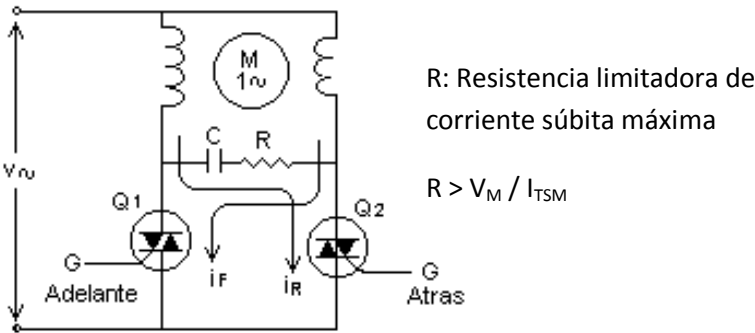 M
1∿
C
R
V∿
Q1
Q2
G
Adelante
iF
iR
G
Atras
R: Resistencia limitadora de
corriente súbita máxima
R > VM / ITSM